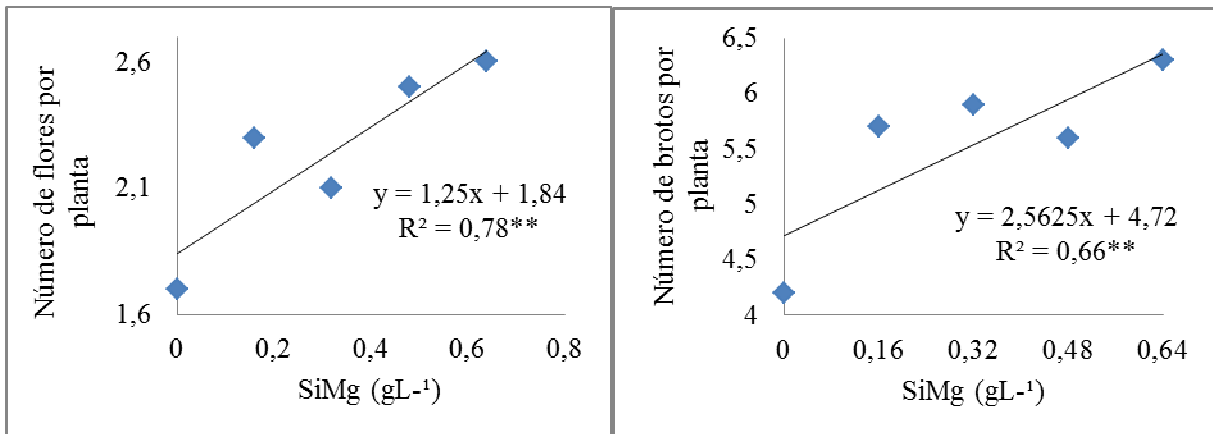 Número de flores por
planta
2,6
2,1
1,6
y = 1,25x + 1,84
R² = 0,78**
0 0,2 0,4 0,6 0,8
SiMg (gL-¹)
Número de brotos por
planta
6,5
6
5,5
5
4,5
4
y = 2,5625x + 4,72
R² = 0,66**
0 0,16 0,32 0,48 0,64
SiMg (gL-¹)